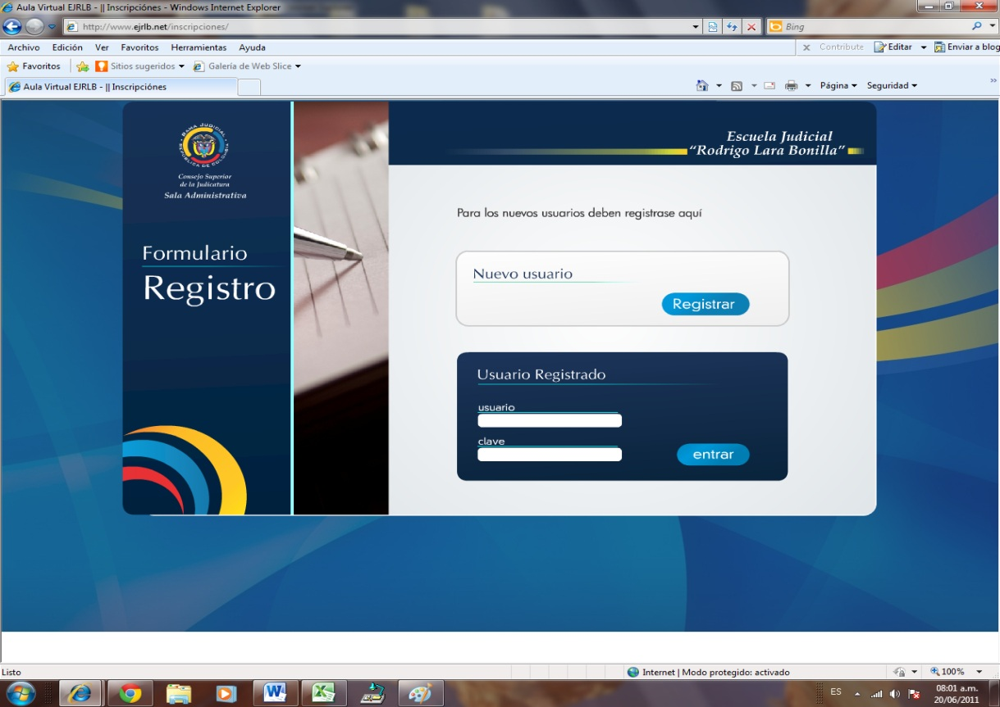 Aula Virtual EJRLB - || Inscripciónes - Windows Internet Explorer
http://www.ejrlb.net/inscripciones/
Bing
Archivo Edición Ver Favoritos Herramientas Ayuda
x Contribute Editar Enviar a blog
Favoritos Sitios sugeridos Galería de Web Slice
Aula Virtual EJRLB - || Inscripciónes
Página Seguridad »
RAMA JUDICIAL
REPUBLICA DE COLOMBIA
Consejo Superior
de la Judicatura
Sala Administrativa
Formulario
Registro
Escuela Judicial
“Rodrigo Lara Bonilla”
Para los nuevos usuarios deben registrase aquí
Nuevo usuario
Registrar
Usuario Registrado
usuario
clave
entrar
Listo
Internet | Modo protegido: activado
100%
ES
08:01 a.m.
20/06/2011